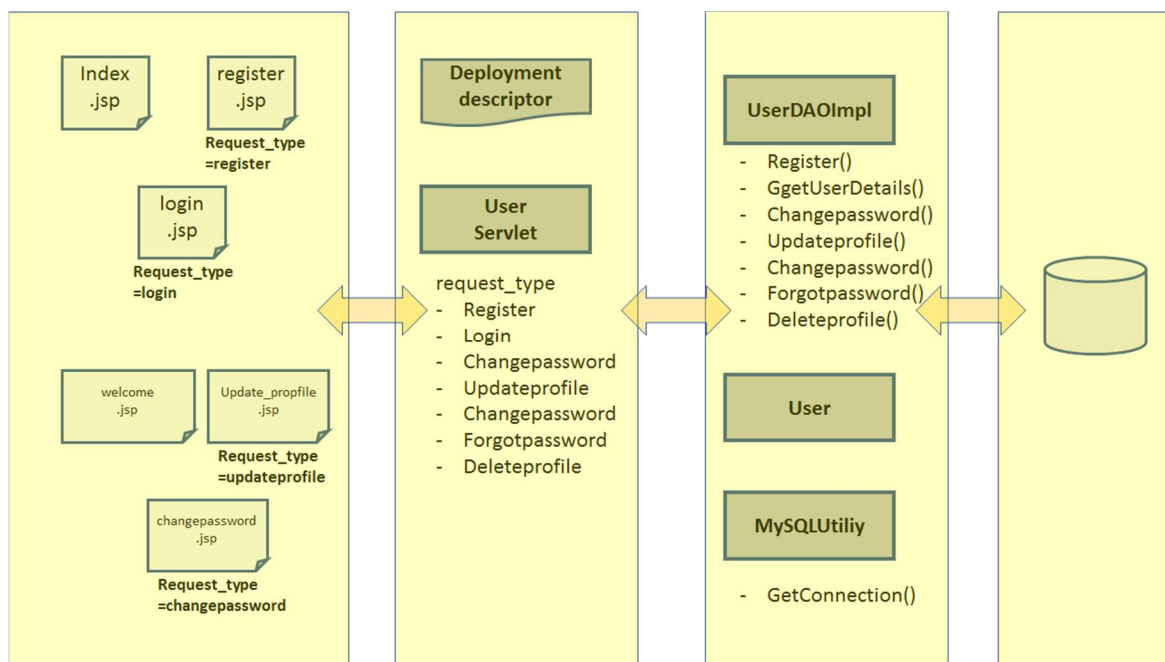 Index
.jsp
register
.jsp
Request_type
=register
login
.jsp
Request_type
=login
welcome
.jsp
Update_propfile
.jsp
Request_type
=updateprofile
changepassword
.jsp
Request_type
=changepassword
Deployment
descriptor
User
Servlet
request_type
- Register
- Login
- Changepassword
- Updateprofile
- Changepassword
- Forgotpassword
- Deleteprofile
UserDAOImpl
- Register()
- GgetUserDetails()
- Changepassword()
- Updateprofile()
- Changepassword()
- Forgotpassword()
- Deleteprofile()
User
MySQLUtiliy
- GetConnection()